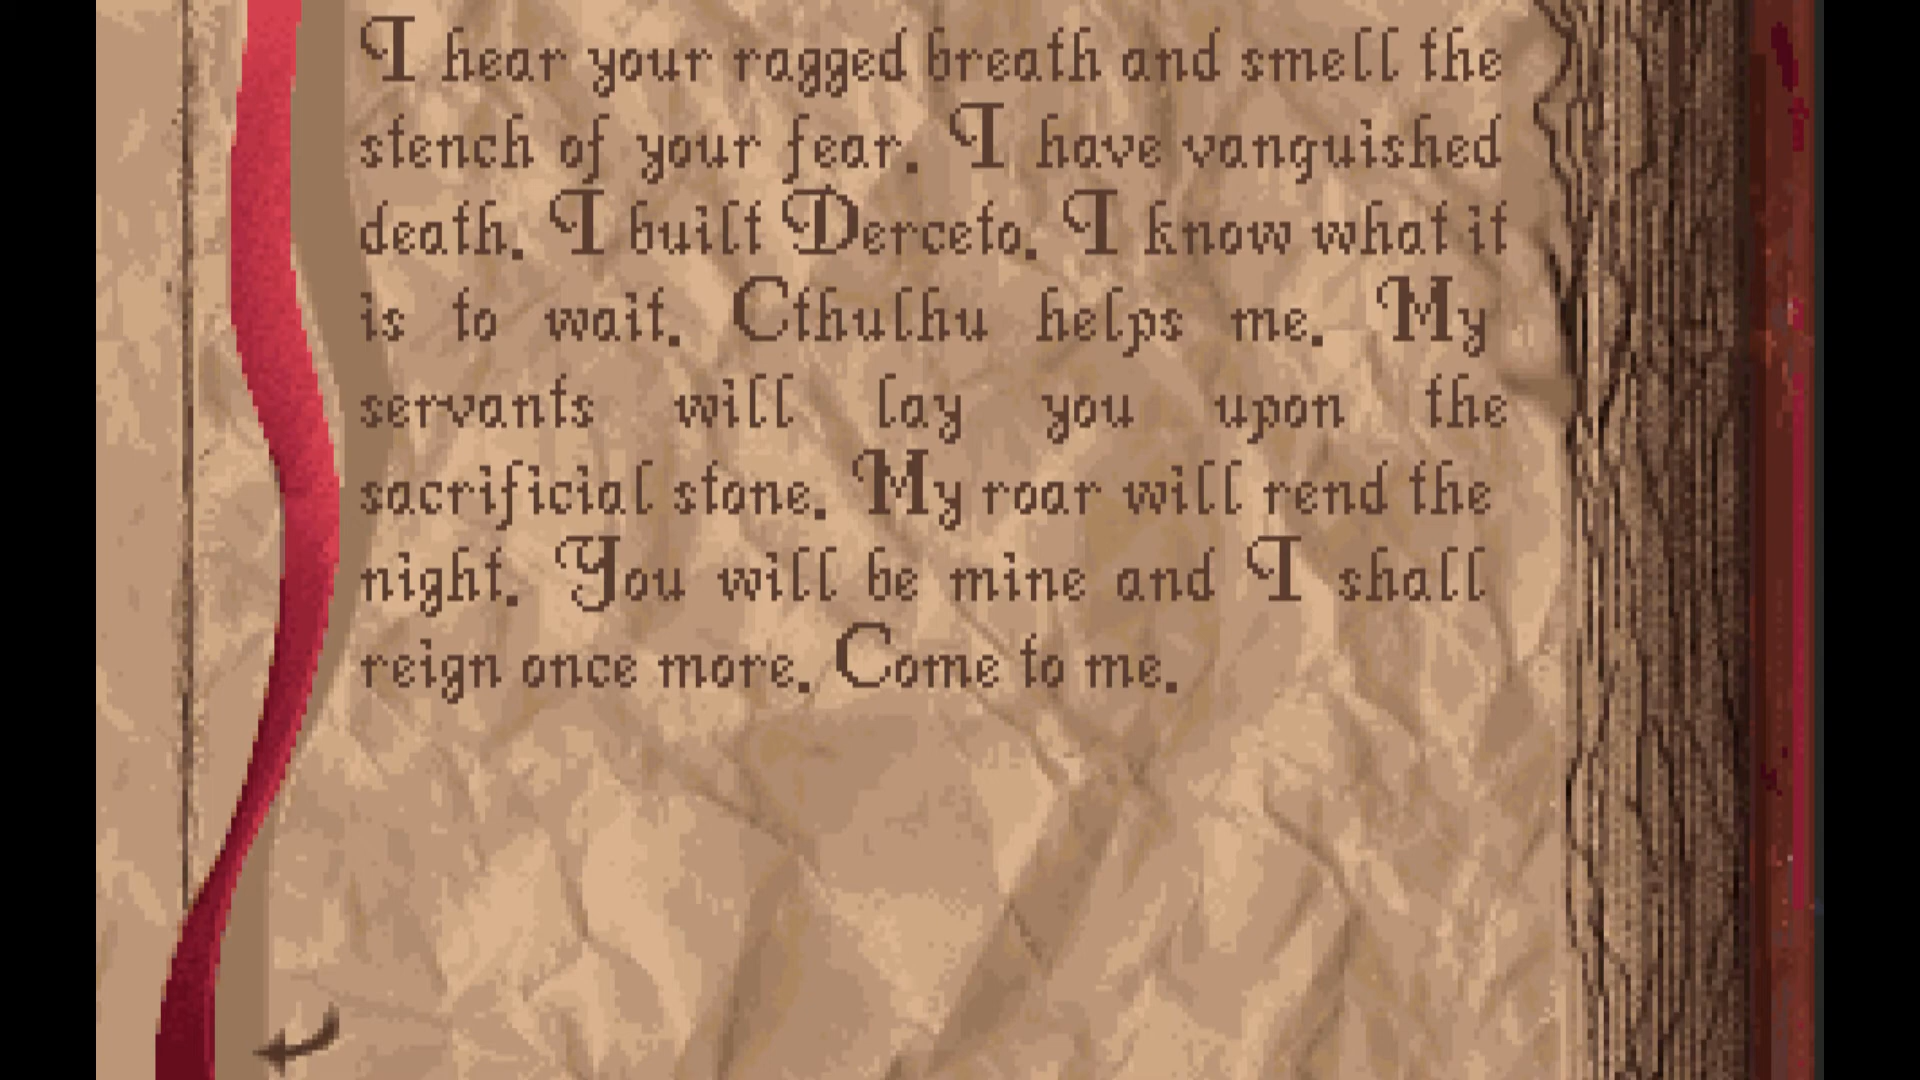 I hear your ragged breath and smell the
stench of your fear. I have vanquished
death. I built Derceto. I know what it
is to wait. Cthulhu helps me. My
servants will lay you upon the
sacrificial stone. My roar will rend the
night. You will be mine and I shall
reign once more. Come to me.